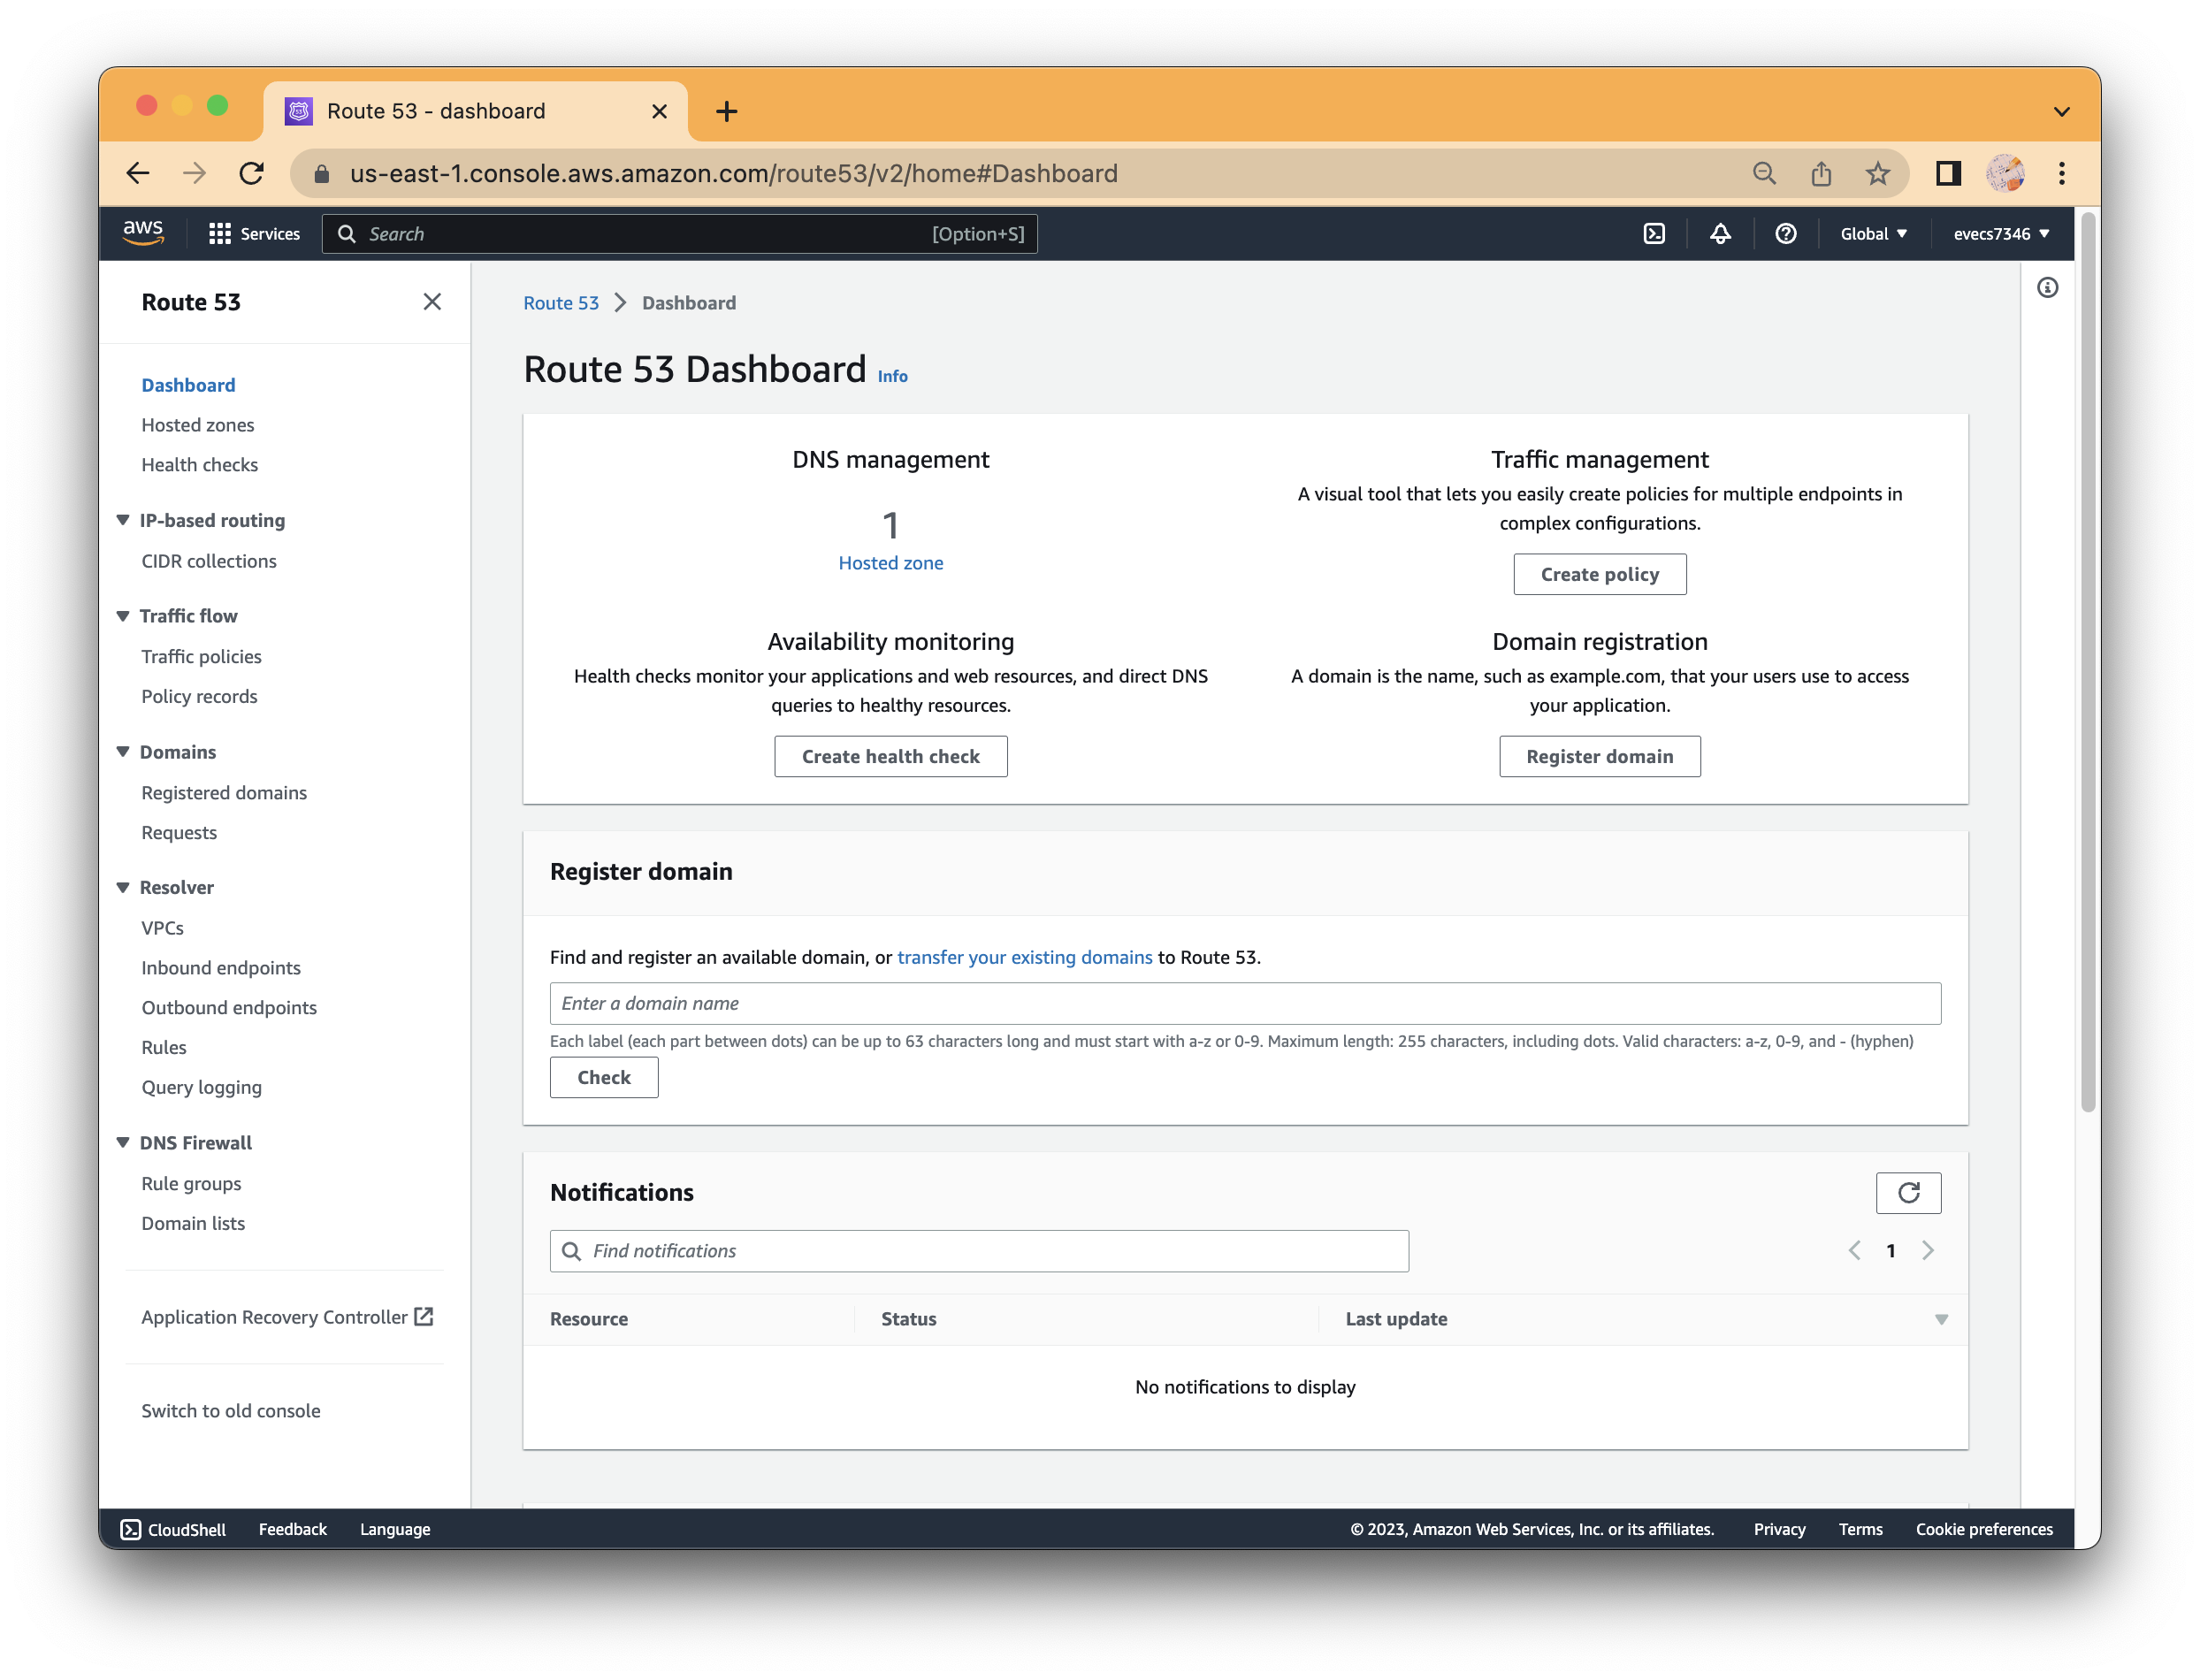 Route 53 - dashboard
us-east-1.console.aws.amazon.com/route53/v2/home#Dashboard
aws
Services
Search
[Option+S]
Global
evecs7346
Route 53
Dashboard
Hosted zones
Health checks
IP-based routing
CIDR collections
Traffic flow
Traffic policies
Policy records
Domains
Registered domains
Requests
Resolver
VPCs
Inbound endpoints
Outbound endpoints
Rules
Query logging
DNS Firewall
Rule groups
Domain lists
Application Recovery Controller
Switch to old console
Route 53
Dashboard
Route 53 Dashboard Info
DNS management
1
Hosted zone
Traffic management
A visual tool that lets you easily create policies for multiple endpoints in
complex configurations.
Create policy
Availability monitoring
Health checks monitor your applications and web resources, and direct DNS
queries to healthy resources.
Create health check
Domain registration
A domain is the name, such as example.com, that your users use to access
your application.
Register domain
Register domain
Find and register an available domain, or transfer your existing domains to Route 53.
Enter a domain name
Each label (each part between dots) can be up to 63 characters long and must start with a-z or 0-9. Maximum length: 255 characters, including dots. Valid characters: a-z, 0-9, and - (hyphen)
Check
Notifications
Find notifications
1
Resource
Status
Last update
No notifications to display
CloudShell
Feedback
Language
© 2023, Amazon Web Services, Inc. or its affiliates.
Privacy
Terms
Cookie preferences